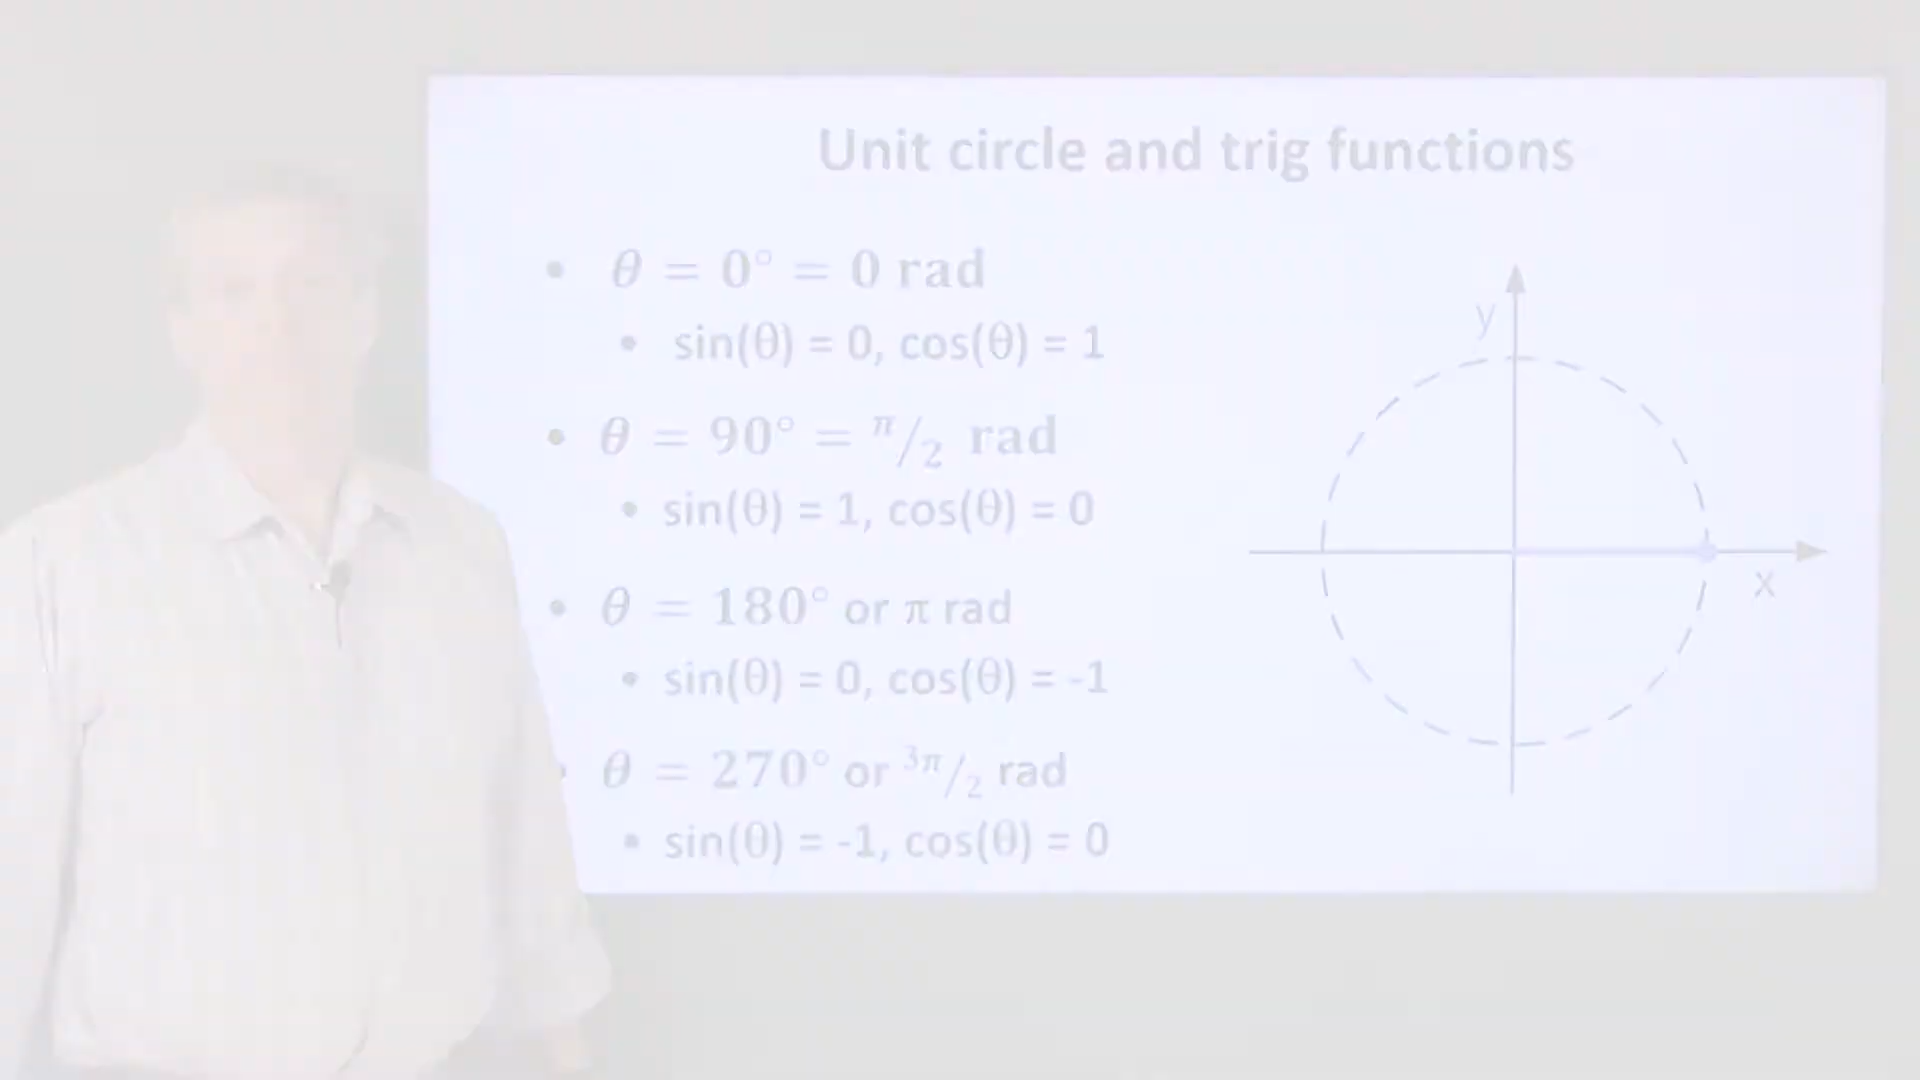 Unit circle and trig functions
• θ = 0° = 0 rad
• sin(θ) = 0, cos(θ) = 1
• θ = 90° = π/2 rad
• sin(θ) = 1, cos(θ) = 0
• θ = 180° or π rad
• sin(θ) = 0, cos(θ) = -1
• θ = 270° or 3π/2 rad
• sin(θ) = -1, cos(θ) = 0
y
x